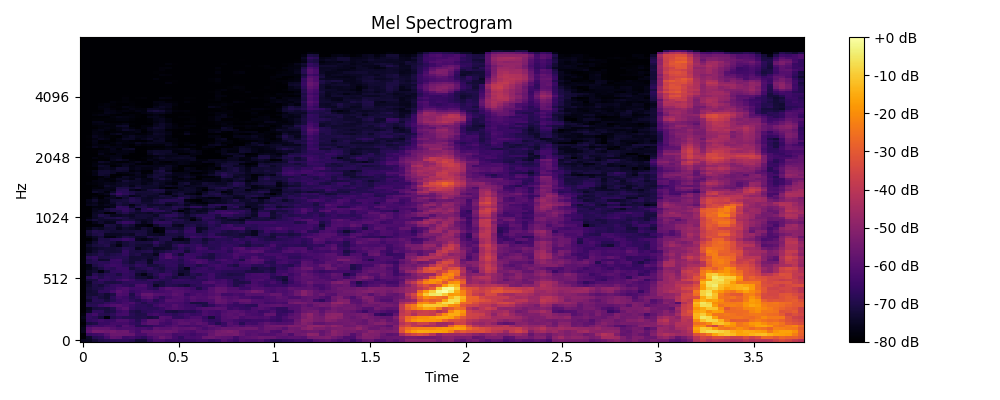 Mel Spectrogram
Hz
4096
2048
1024
512
0
0
0.5
1
1.5
2
2.5
3
3.5
Time
+0 dB
-10 dB
-20 dB
-30 dB
-40 dB
-50 dB
-60 dB
-70 dB
-80 dB